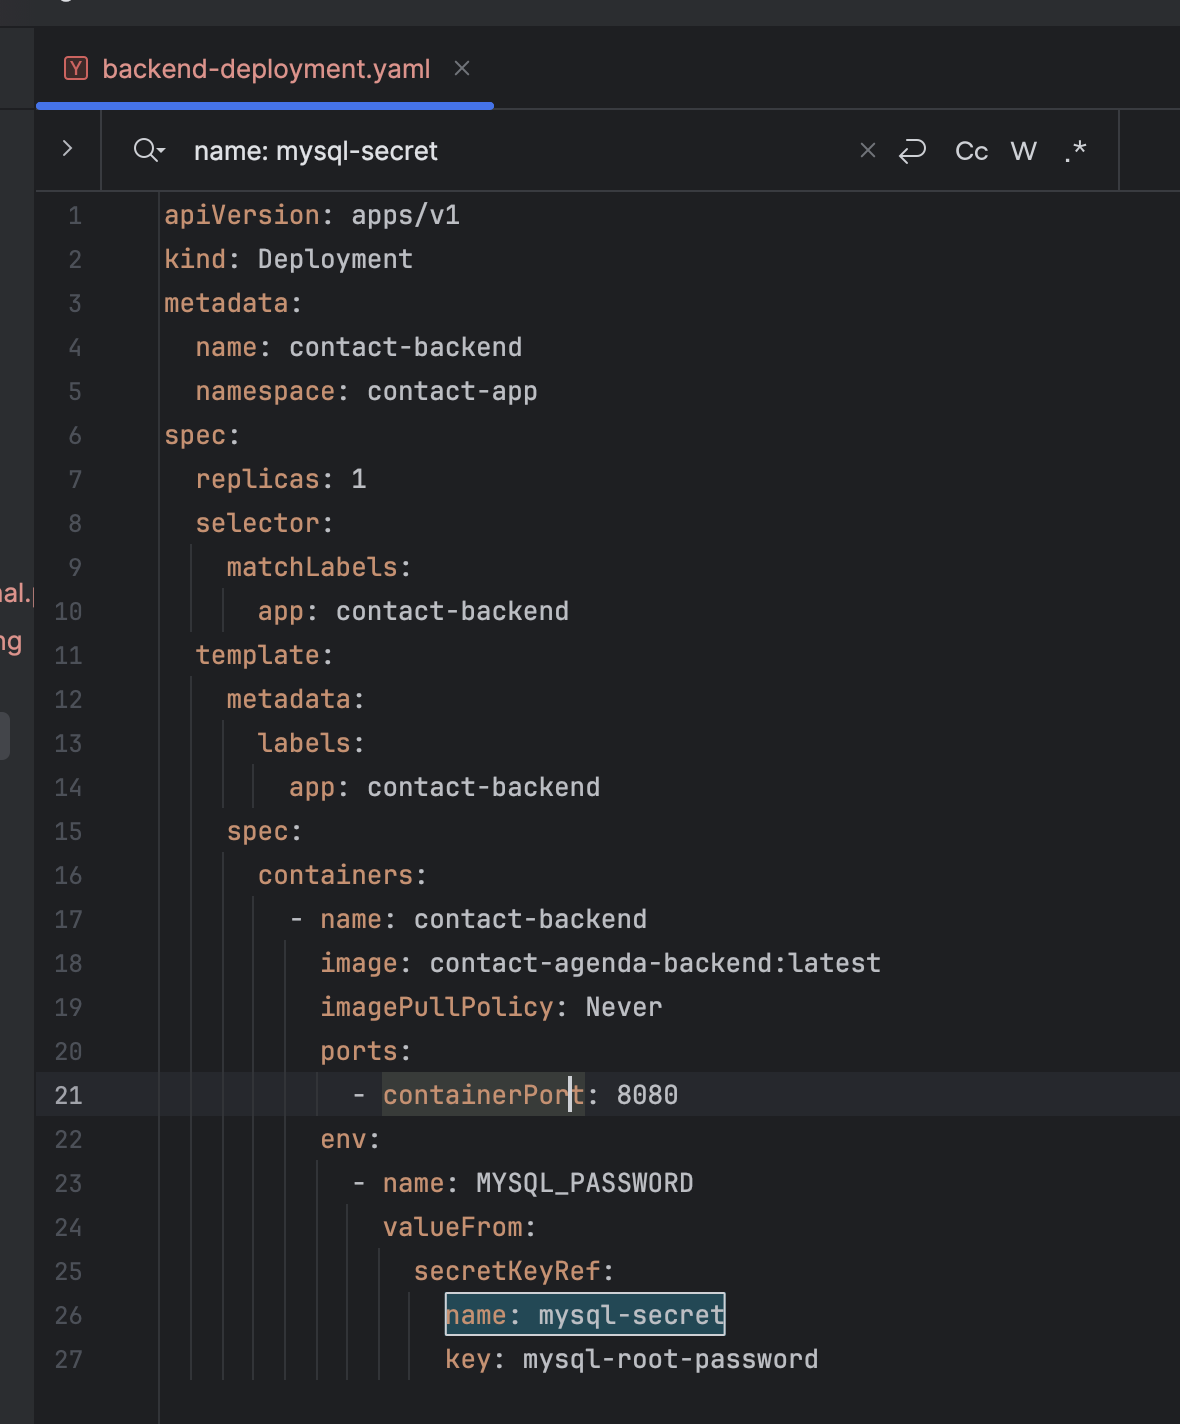 backend-deployment.yaml
name: mysql-secret
Cc W .*
1 apiVersion: apps/v1
2 kind: Deployment
3 metadata:
4   name: contact-backend
5   namespace: contact-app
6 spec:
7   replicas: 1
8   selector:
9     matchLabels:
10       app: contact-backend
11   template:
12     metadata:
13       labels:
14         app: contact-backend
15     spec:
16       containers:
17         - name: contact-backend
18           image: contact-agenda-backend:latest
19           imagePullPolicy: Never
20           ports:
21             - containerPort: 8080
22           env:
23             - name: MYSQL_PASSWORD
24               valueFrom:
25                 secretKeyRef:
26                   name: mysql-secret
27                   key: mysql-root-password